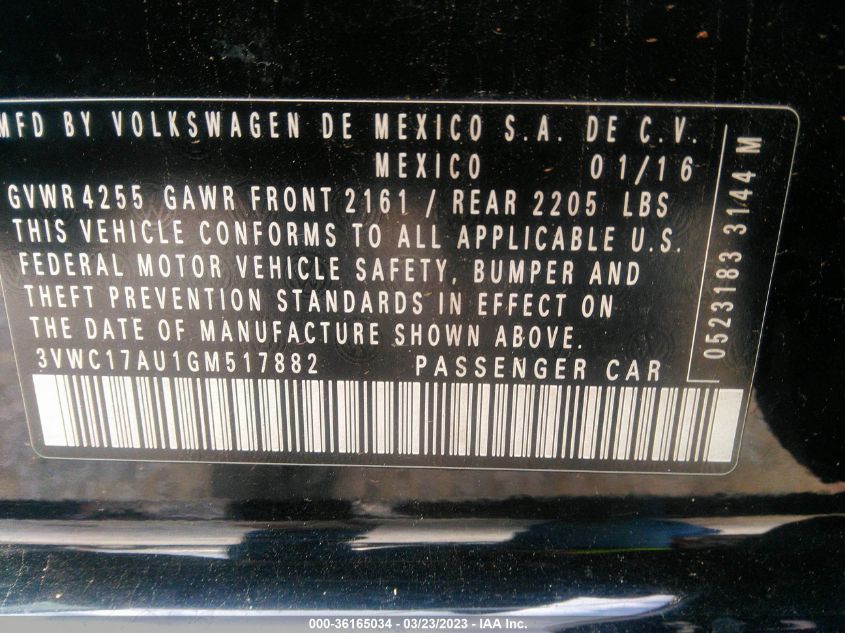 MFD BY VOLKSWAGEN DE MEXICO S.A. DE C.V.
MEXICO 01/16
GVWR4255 GAWR FRONT 2161 / REAR 2205 LBS
THIS VEHICLE CONFORMS TO ALL APPLICABLE U.S.
FEDERAL MOTOR VEHICLE SAFETY, BUMPER AND
THEFT PREVENTION STANDARDS IN EFFECT ON
THE DATE OF MANUFACTURE SHOWN ABOVE.
3VWC17AU1GM517882 PASSENGER CAR
0523183 3144 M
000-36165034 / 03/23/2023 - IAA Inc.